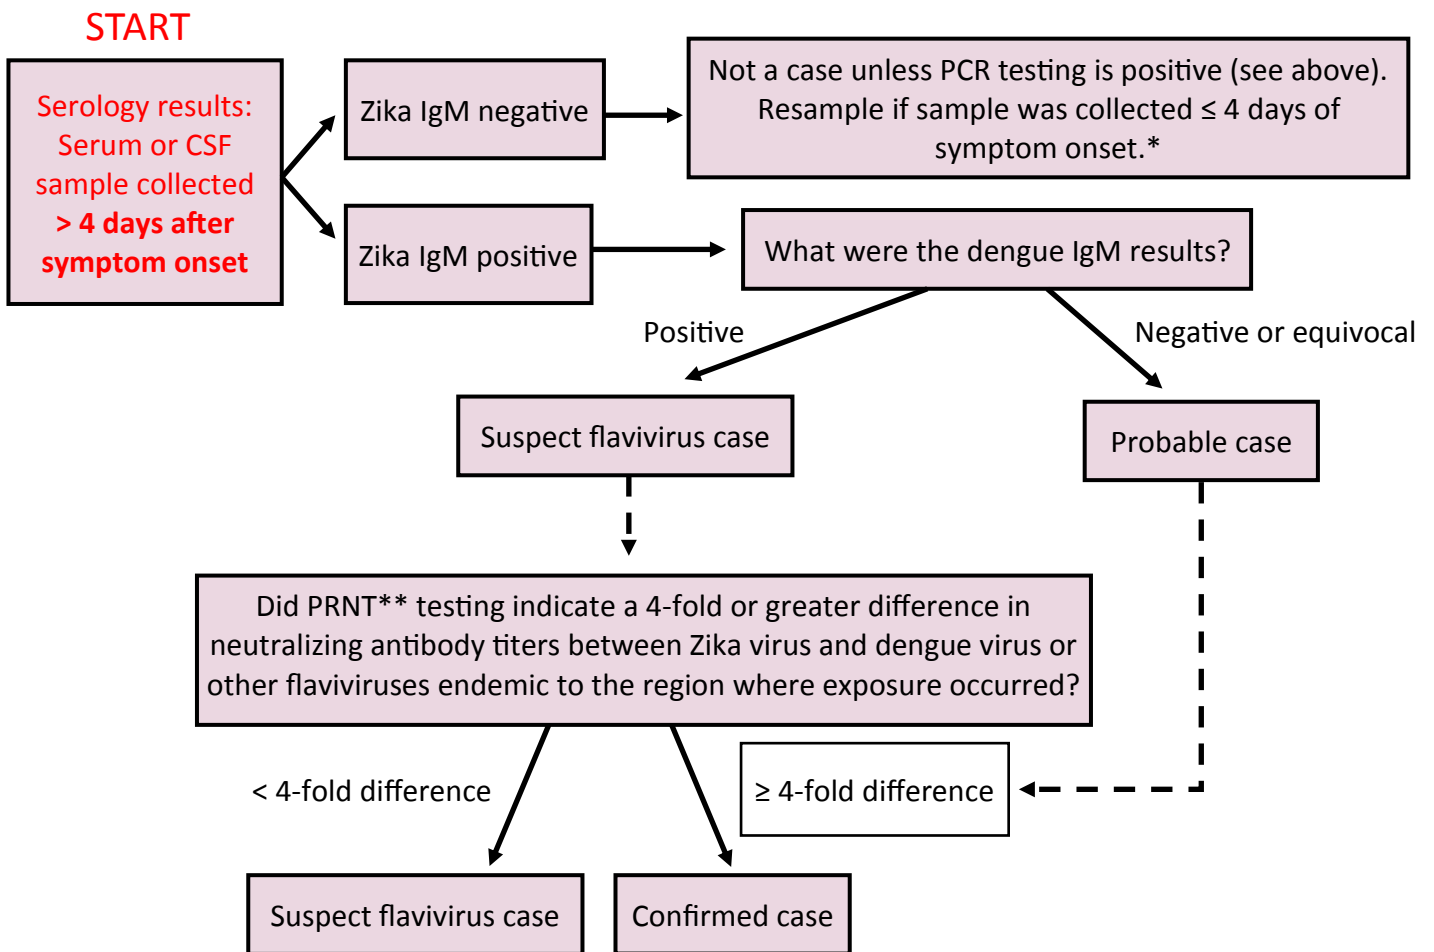 START
Serology results:
Serum or CSF
sample collected
> 4 days after
symptom onset
Zika IgM negative
Not a case unless PCR testing is positive (see above).
Resample if sample was collected ≤ 4 days of
symptom onset.*
Zika IgM positive
What were the dengue IgM results?
Positive
Negative or equivocal
Suspect flavivirus case
Probable case
Did PRNT** testing indicate a 4-fold or greater difference in
neutralizing antibody titers between Zika virus and dengue virus or
other flaviviruses endemic to the region where exposure occurred?
< 4-fold difference
≥ 4-fold difference
Suspect flavivirus case
Confirmed case